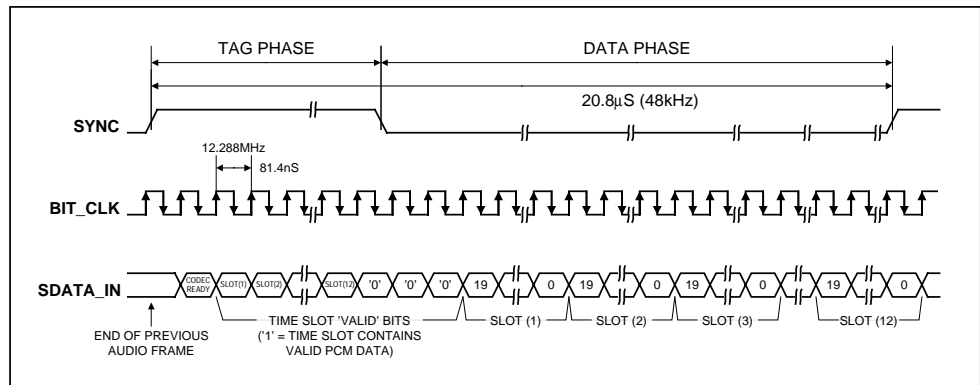 TAG PHASE DATA PHASE
20.8µS (48kHz)
SYNC
12.288MHz
81.4nS
BIT_CLK
SDATA_IN CODEC READY SLOT(1) SLOT(2) SLOT(12) '0' '0' '0' 19 0 19 0 19 0 19 0
END OF PREVIOUS AUDIO FRAME
TIME SLOT 'VALID' BITS
('1' = TIME SLOT CONTAINS
VALID PCM DATA)
SLOT (1) SLOT (2) SLOT (3) SLOT (12)